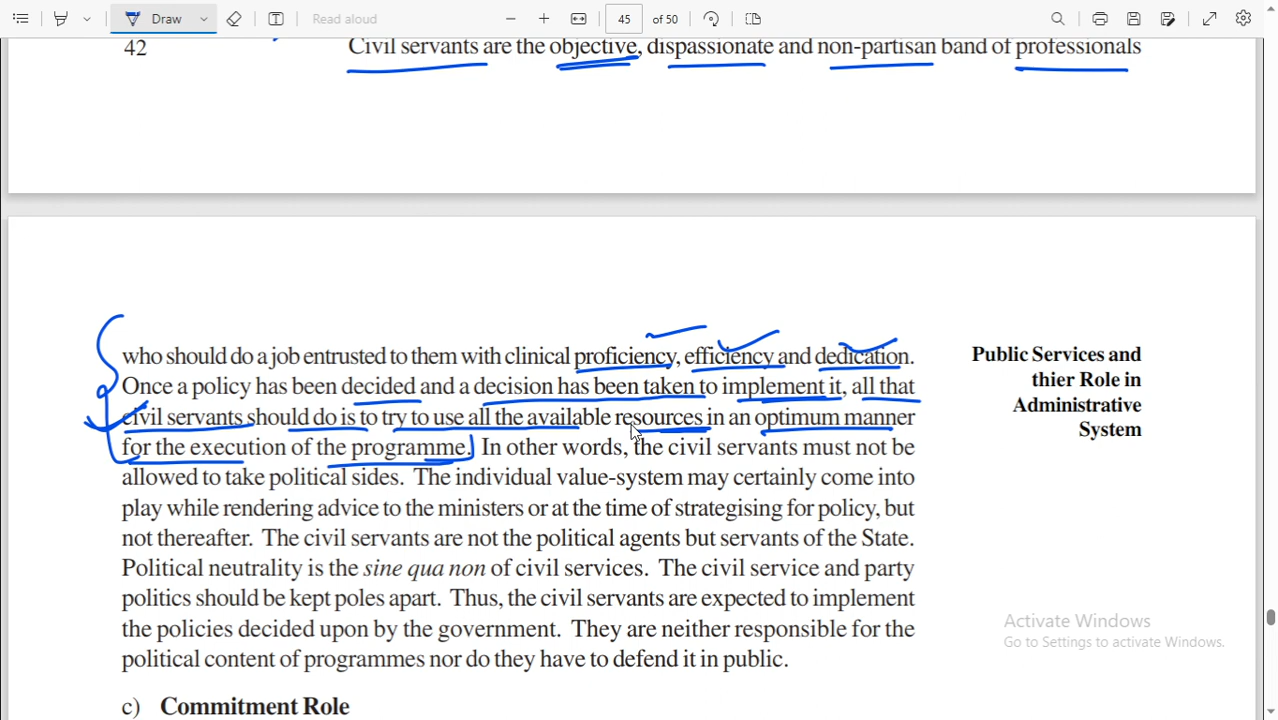 Draw
Read aloud
45
of 50
42
Civil servants are the objective, dispassionate and non-partisan band of professionals
who should do a job entrusted to them with clinical proficiency, efficiency and dedication.
Once a policy has been decided and a decision has been taken to implement it, all that
civil servants should do is to try to use all the available resources in an optimum manner
for the execution of the programme. In other words, the civil servants must not be
allowed to take political sides. The individual value-system may certainly come into
play while rendering advice to the ministers or at the time of strategising for policy, but
not thereafter. The civil servants are not the political agents but servants of the State.
Political neutrality is the sine qua non of civil services. The civil service and party
politics should be kept poles apart. Thus, the civil servants are expected to implement
the policies decided upon by the government. They are neither responsible for the
political content of programmes nor do they have to defend it in public.
c) Commitment Role
Public Services and
thier Role in
Administrative
System
Activate Windows
Go to Settings to activate Windows.